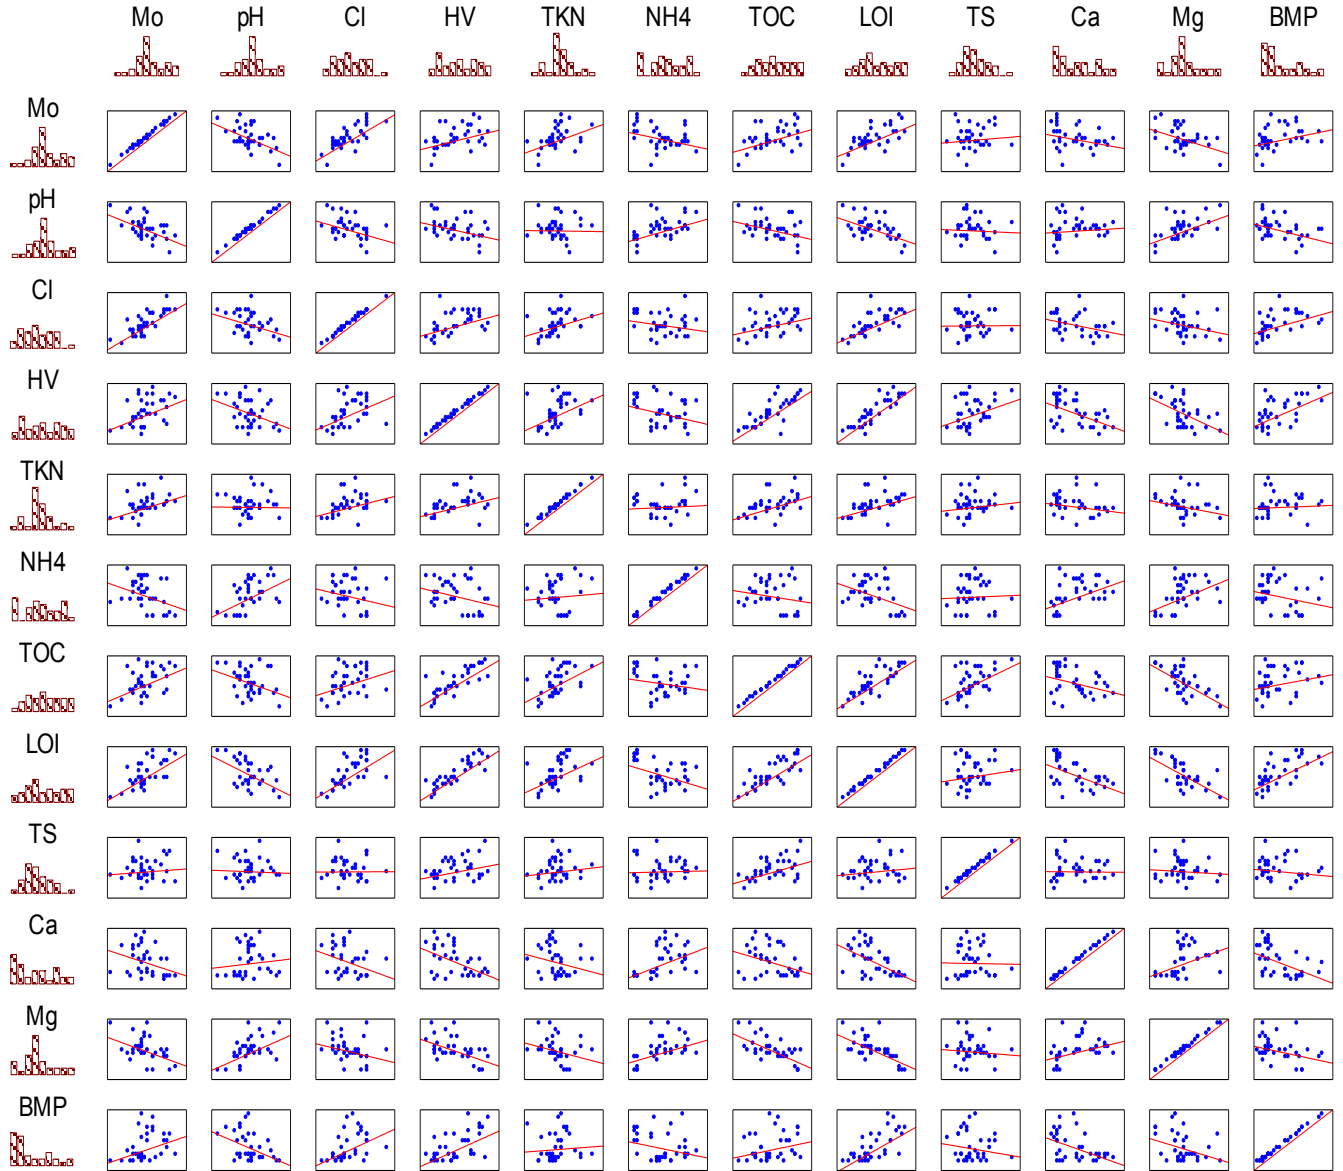 Mo pH Cl HV TKN NH4 TOC LOI TS Ca Mg BMP
Mo
pH
Cl
HV
TKN
NH4
TOC
LOI
TS
Ca
Mg
BMP